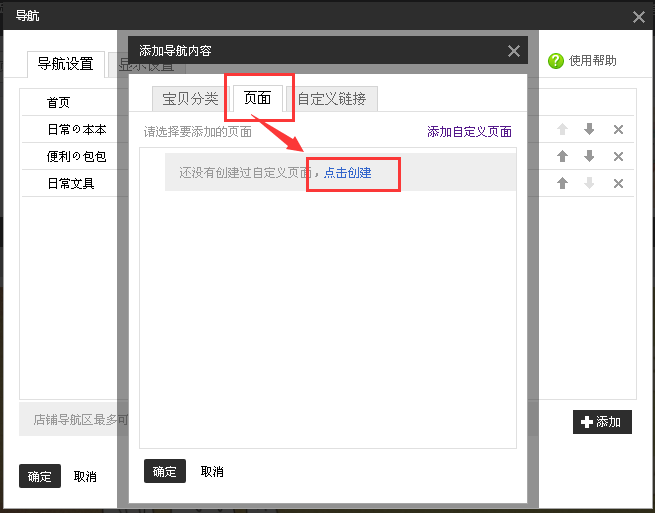 导航
导航设置
显示设置
使用帮助
首页
日常の本本
便利の包包
日常文具
店铺导航区最多可
添加
确定 取消
添加导航内容
宝贝分类 页面 自定义链接
请选择要添加的页面 添加自定义页面
还没有创建过自定义页面，点击创建
确定 取消